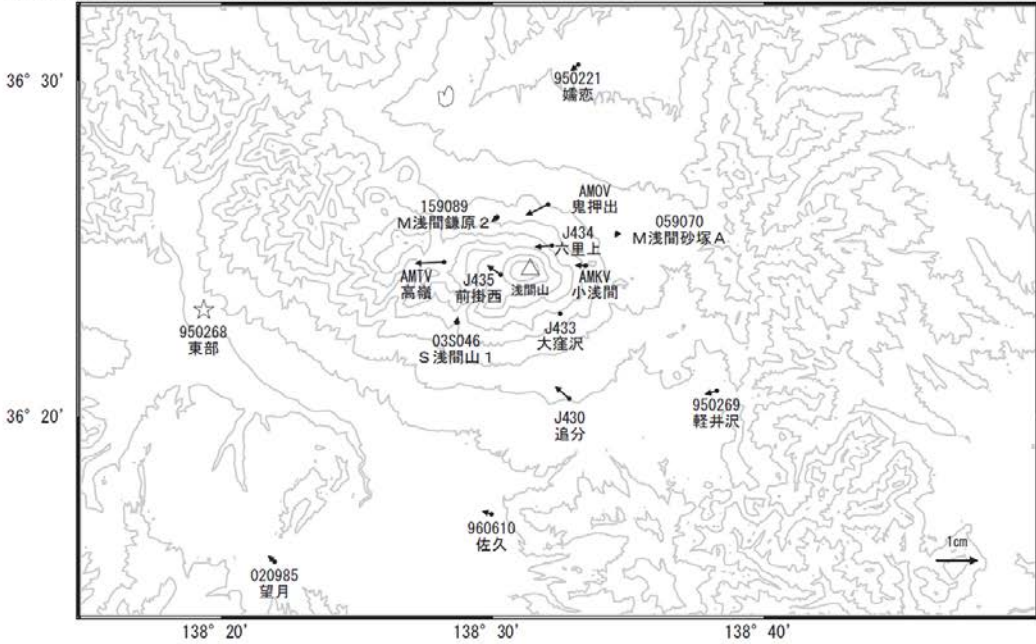 36° 30'
950221
嬬恋
AMOV
鬼押出
159089
M浅間鎌原2
059070
M浅間砂塚A
J434
六里上
AMTV
高嶺
J435
前掛西
浅間山
AMKV
小浅間
950268
東部
03S046
S浅間山1
J433
大窪沢
36° 20'
J430
追分
950269
軽井沢
960610
佐久
1cm
020985
望月
138° 20'
138° 30'
138° 40'